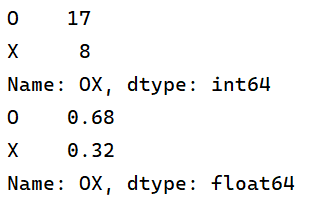 O    17
X     8
Name: OX, dtype: int64
O    0.68
X    0.32
Name: OX, dtype: float64